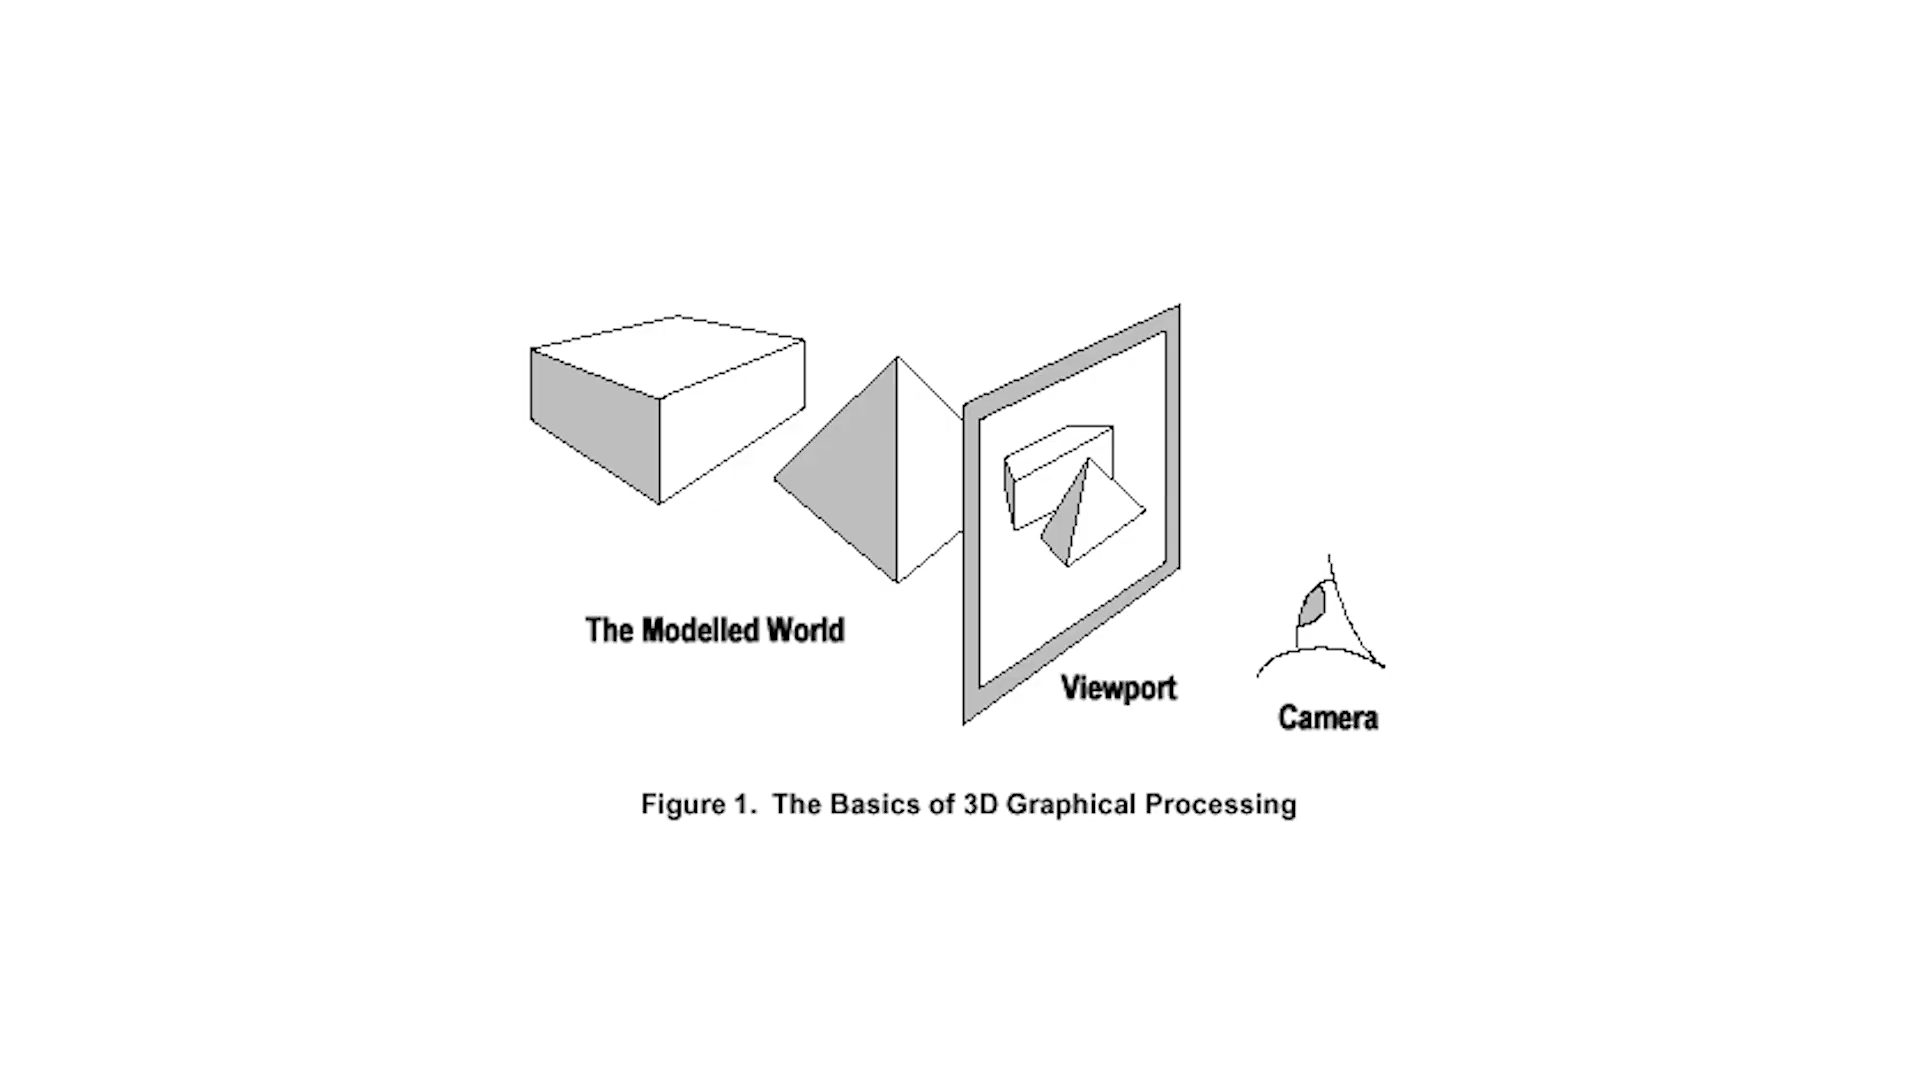 The Modelled World
Viewport
Camera
Figure 1. The Basics of 3D Graphical Processing